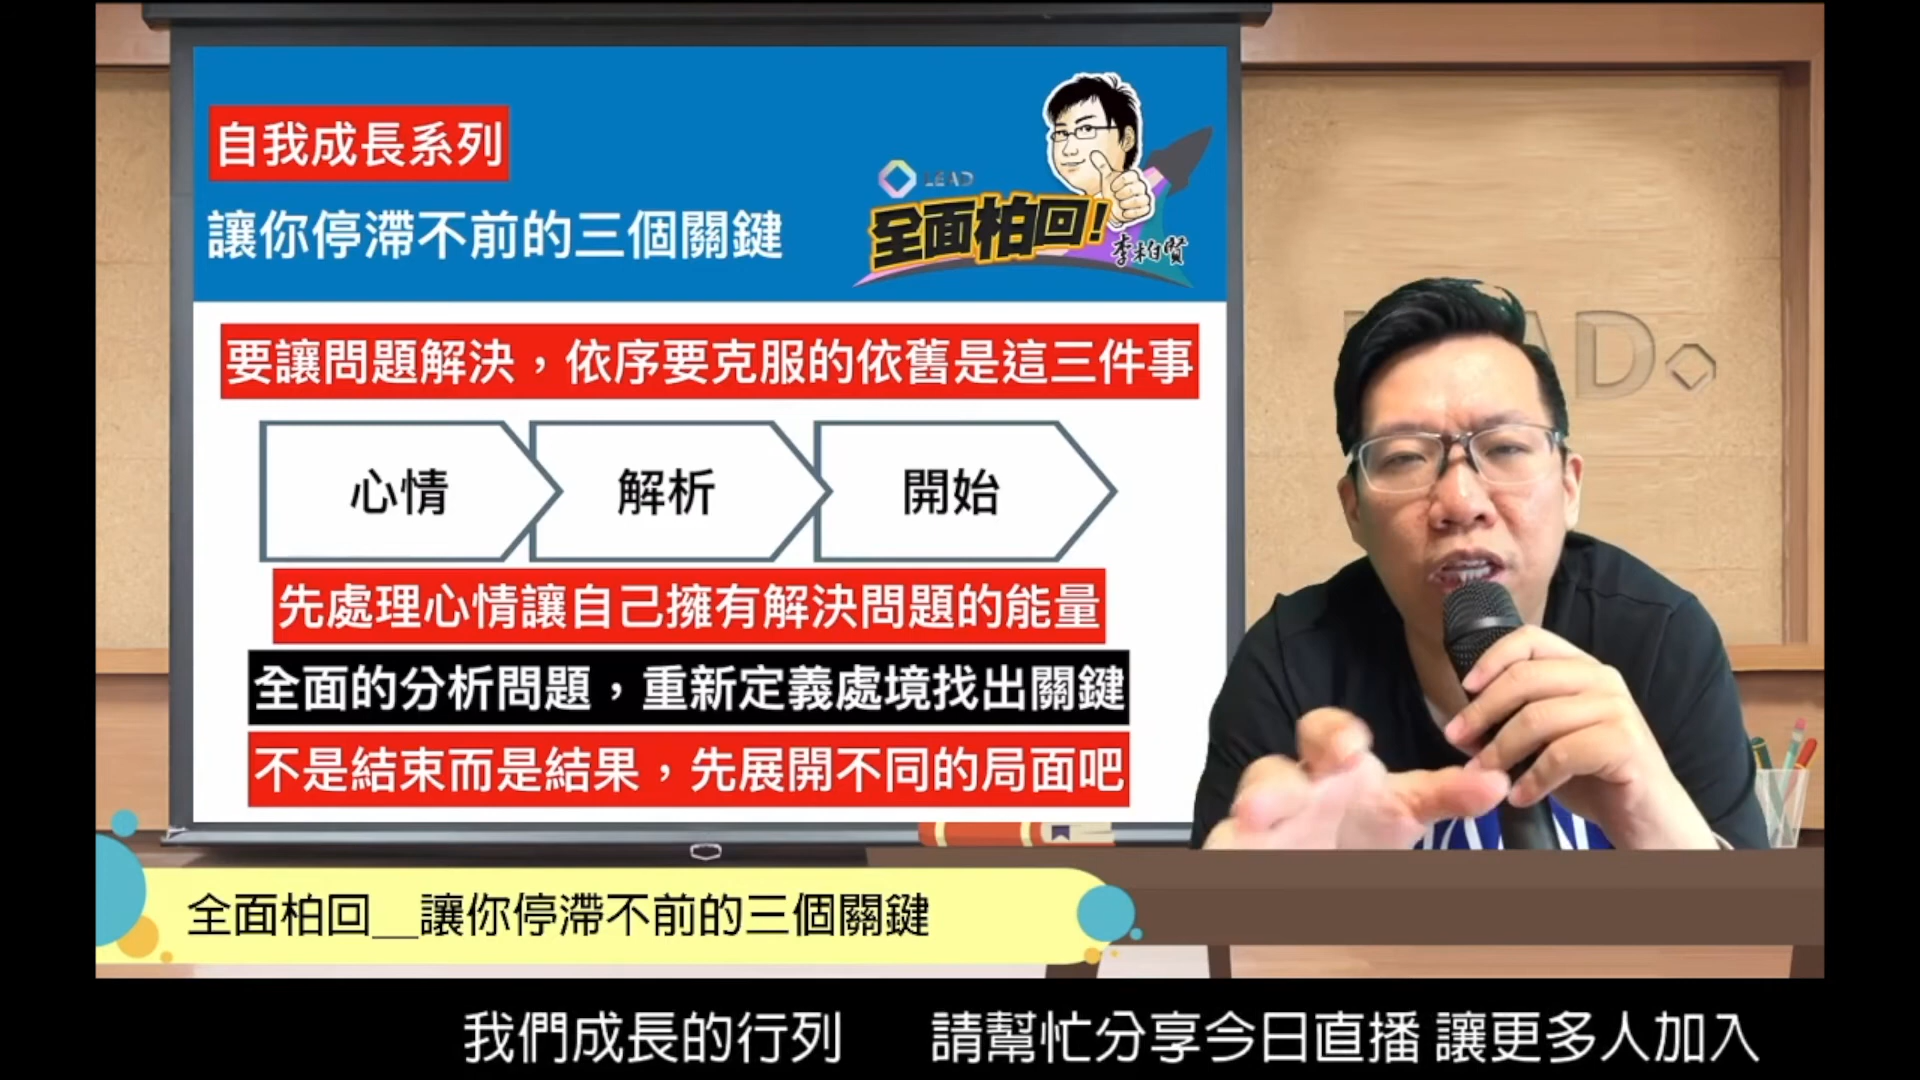 自我成長系列
讓你停滯不前的三個關鍵
LEAD
全面柏回!
李柏賢
要讓問題解決，依序要克服的依舊是這三件事
心情
解析
開始
先處理心情讓自己擁有解決問題的能量
全面的分析問題，重新定義處境找出關鍵
不是結束而是結果，先展開不同的局面吧
EAD
全面柏回__讓你停滯不前的三個關鍵
我們成長的行列 請幫忙分享今日直播 讓更多人加入